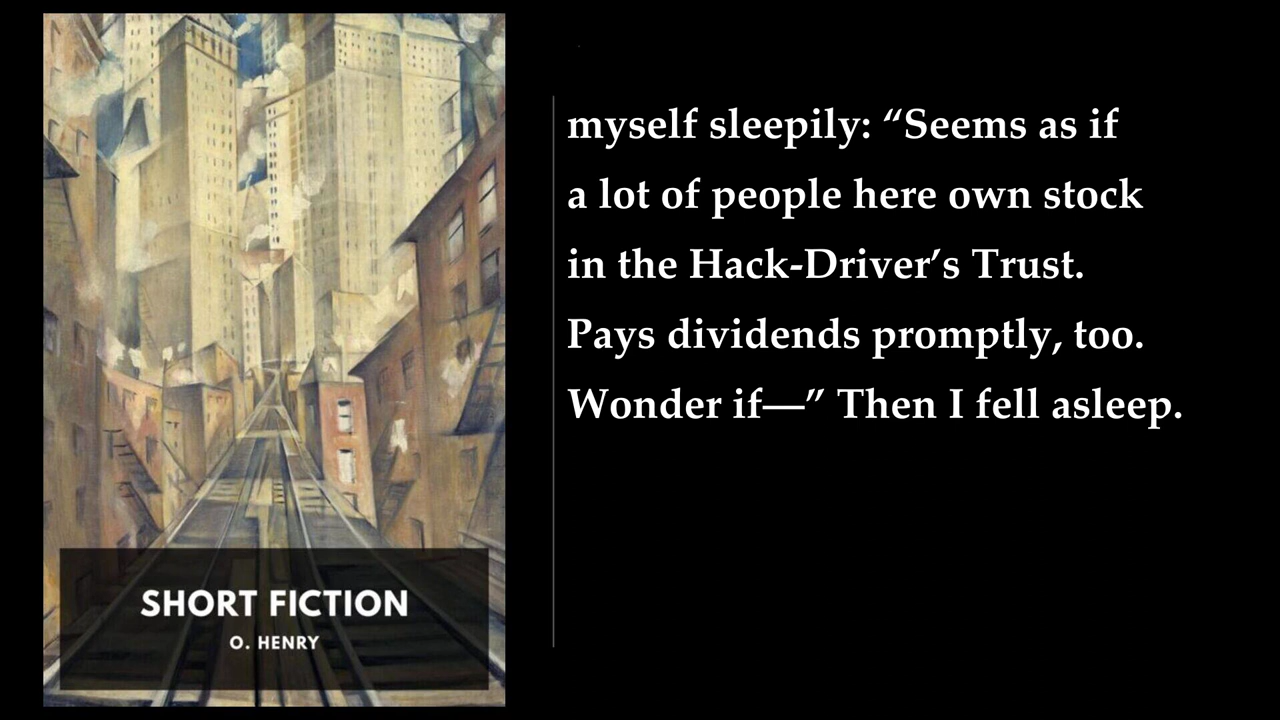 myself sleepily: “Seems as if
a lot of people here own stock
in the Hack-Driver’s Trust.
Pays dividends promptly, too.
Wonder if—” Then I fell asleep.
SHORT FICTION
O. HENRY